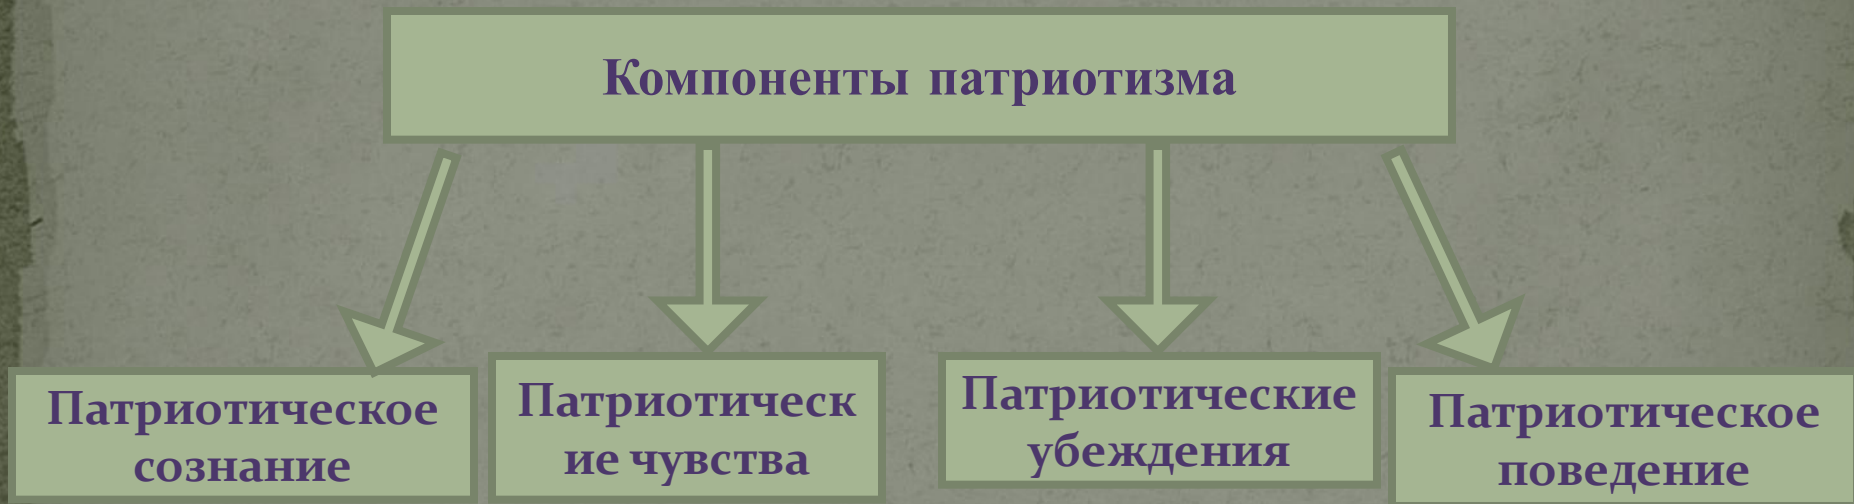 Компоненты патриотизма
Патриотическое
сознание
Патриотическ
ие чувства
Патриотические
убеждения
Патриотическое
поведение